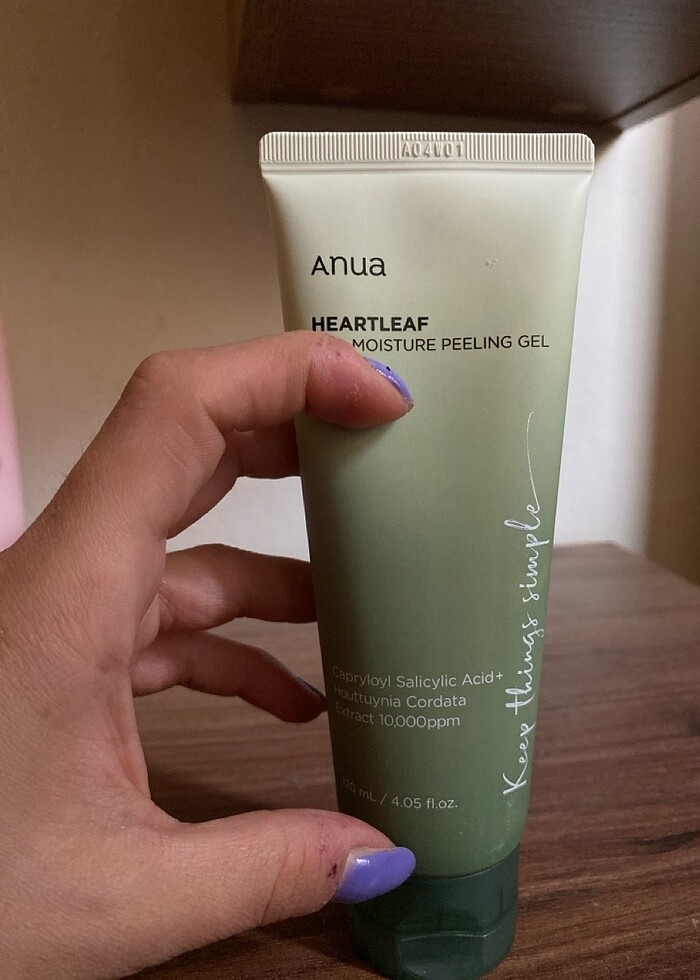 A04W01
Anua
HEARTLEAF
MOISTURE PEELING GEL
Keep things simple
Capryloyl Salicylic Acid+
Houttuynia Cordata
Extract 10,000ppm
120 mL / 4.05 fl.oz.